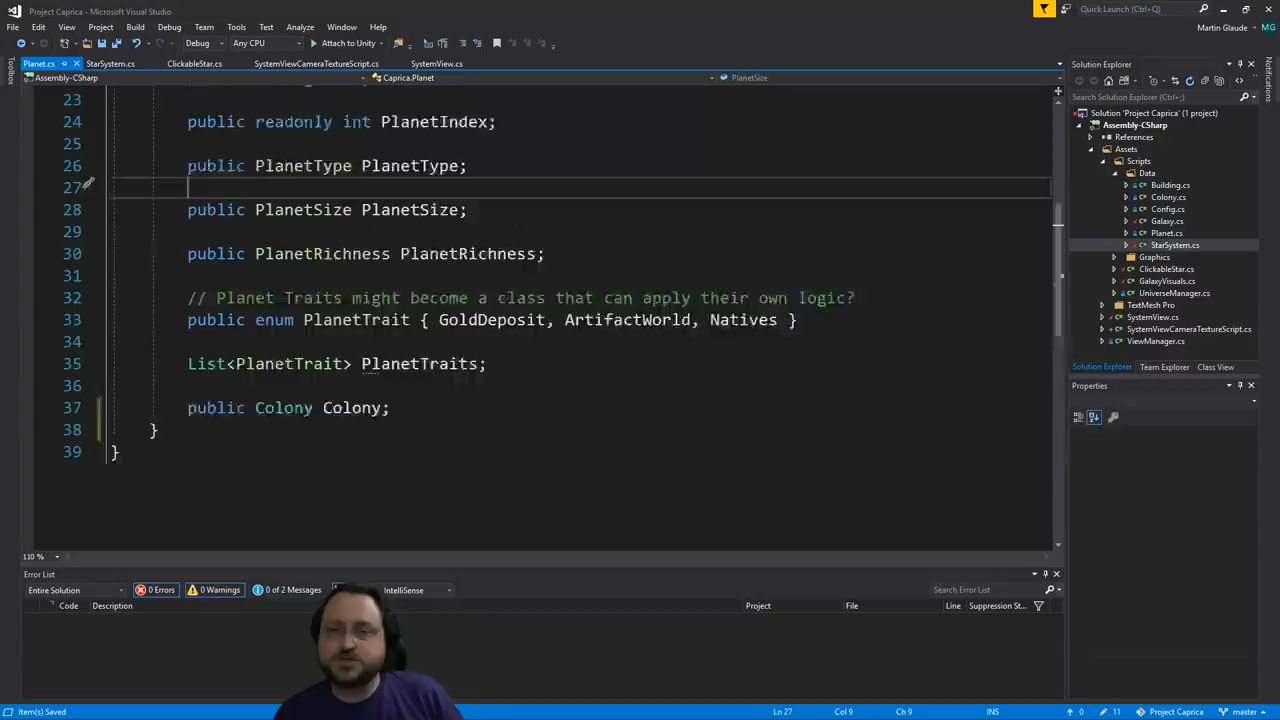 Project Caprica - Microsoft Visual Studio
Quick Launch (Ctrl+Q)
File Edit View Project Build Debug Team Tools Test Analyze Window Help
Martin Glaude MG
Debug Any CPU Attach to Unity
Planet.cs StarSystem.cs ClickableStar.cs SystemViewCameraTextureScript.cs SystemView.cs
Assembly-CSharp Caprica.Planet PlanetSize
Toolbox
23
24 public readonly int PlanetIndex;
25
26 public PlanetType PlanetType;
27
28 public PlanetSize PlanetSize;
29
30 public PlanetRichness PlanetRichness;
31
32 // Planet Traits might become a class that can apply their own logic?
33 public enum PlanetTrait { GoldDeposit, ArtifactWorld, Natives }
34
35 List<PlanetTrait> PlanetTraits;
36
37 public Colony Colony;
38 }
39 }
110 %
Solution Explorer
Search Solution Explorer (Ctrl+;)
Solution 'Project Caprica' (1 project)
Assembly-CSharp
References
Assets
Scripts
Data
Building.cs
Colony.cs
Config.cs
Galaxy.cs
Planet.cs
StarSystem.cs
Graphics
ClickableStar.cs
GalaxyVisuals.cs
UniverseManager.cs
TextMesh Pro
SystemView.cs
SystemViewCameraTextureScript.cs
ViewManager.cs
Solution Explorer Team Explorer Class View
Properties
Notifications
Error List
Entire Solution 0 Errors 0 Warnings 0 of 2 Messages IntelliSense
Search Error List
Code Description Project File Line Suppression St...
Item(s) Saved Ln 27 Col 9 Ch 9 INS 0 11 Project Caprica master